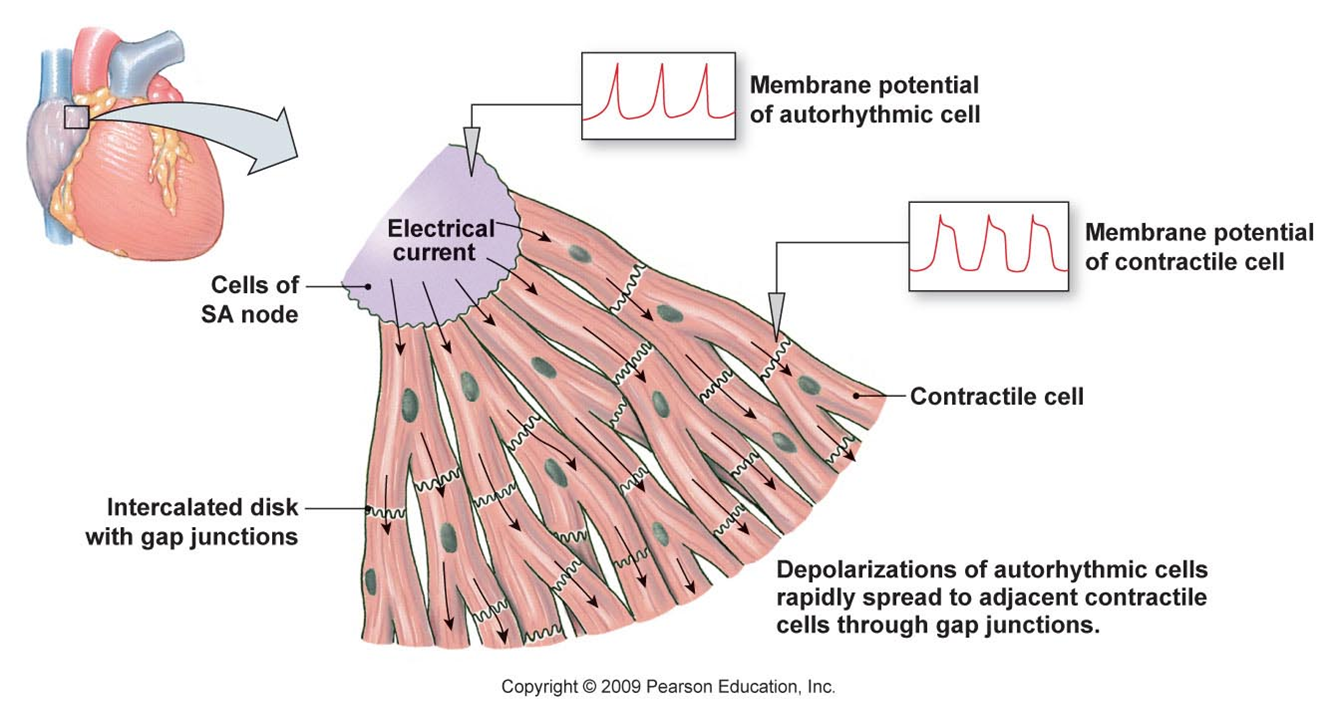 Membrane potential
of autorhythmic cell
Membrane potential
of contractile cell
Electrical
current
Cells of
SA node
Contractile cell
Intercalated disk
with gap junctions
Depolarizations of autorhythmic cells
rapidly spread to adjacent contractile
cells through gap junctions.
Copyright © 2009 Pearson Education, Inc.